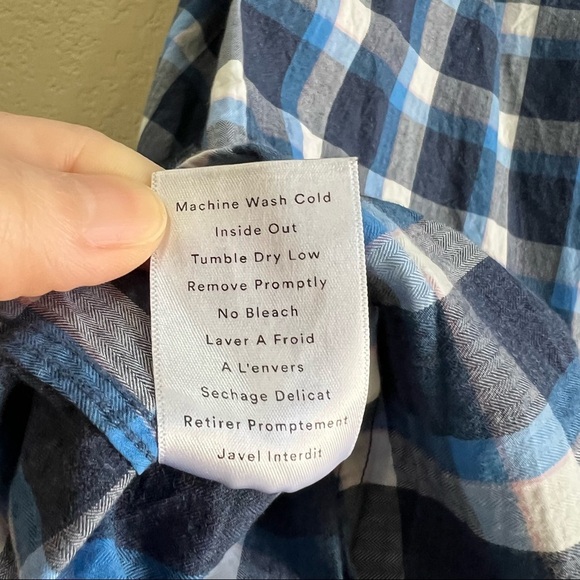 Machine Wash Cold
Inside Out
Tumble Dry Low
Remove Promptly
No Bleach
Laver A Froid
A L'envers
Sechage Delicat
Retirer Promptement
Javel Interdit